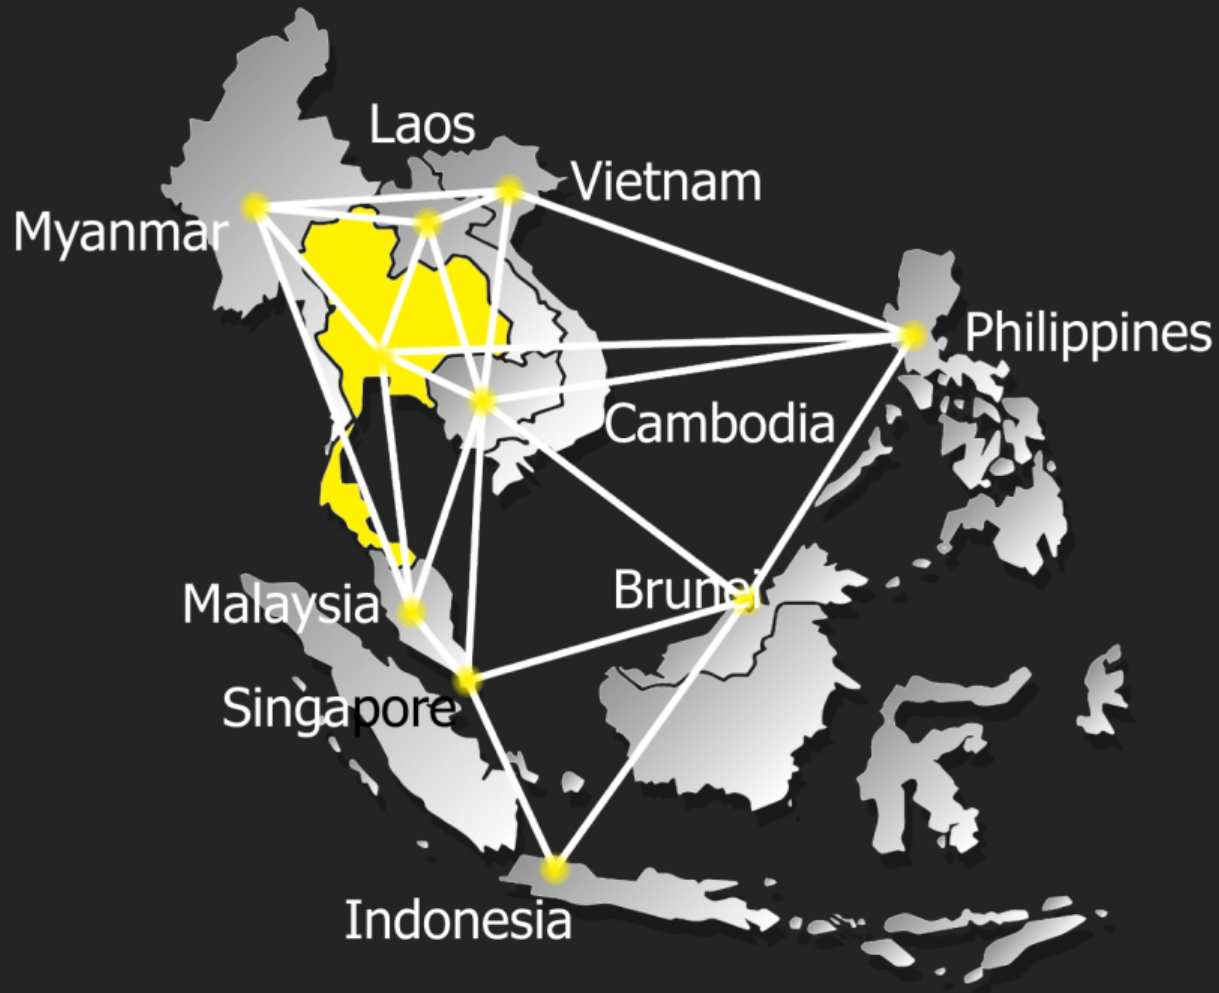 Laos
Vietnam
Myanmar
Philippines
Cambodia
Brunei
Malaysia
Singapore
Indonesia